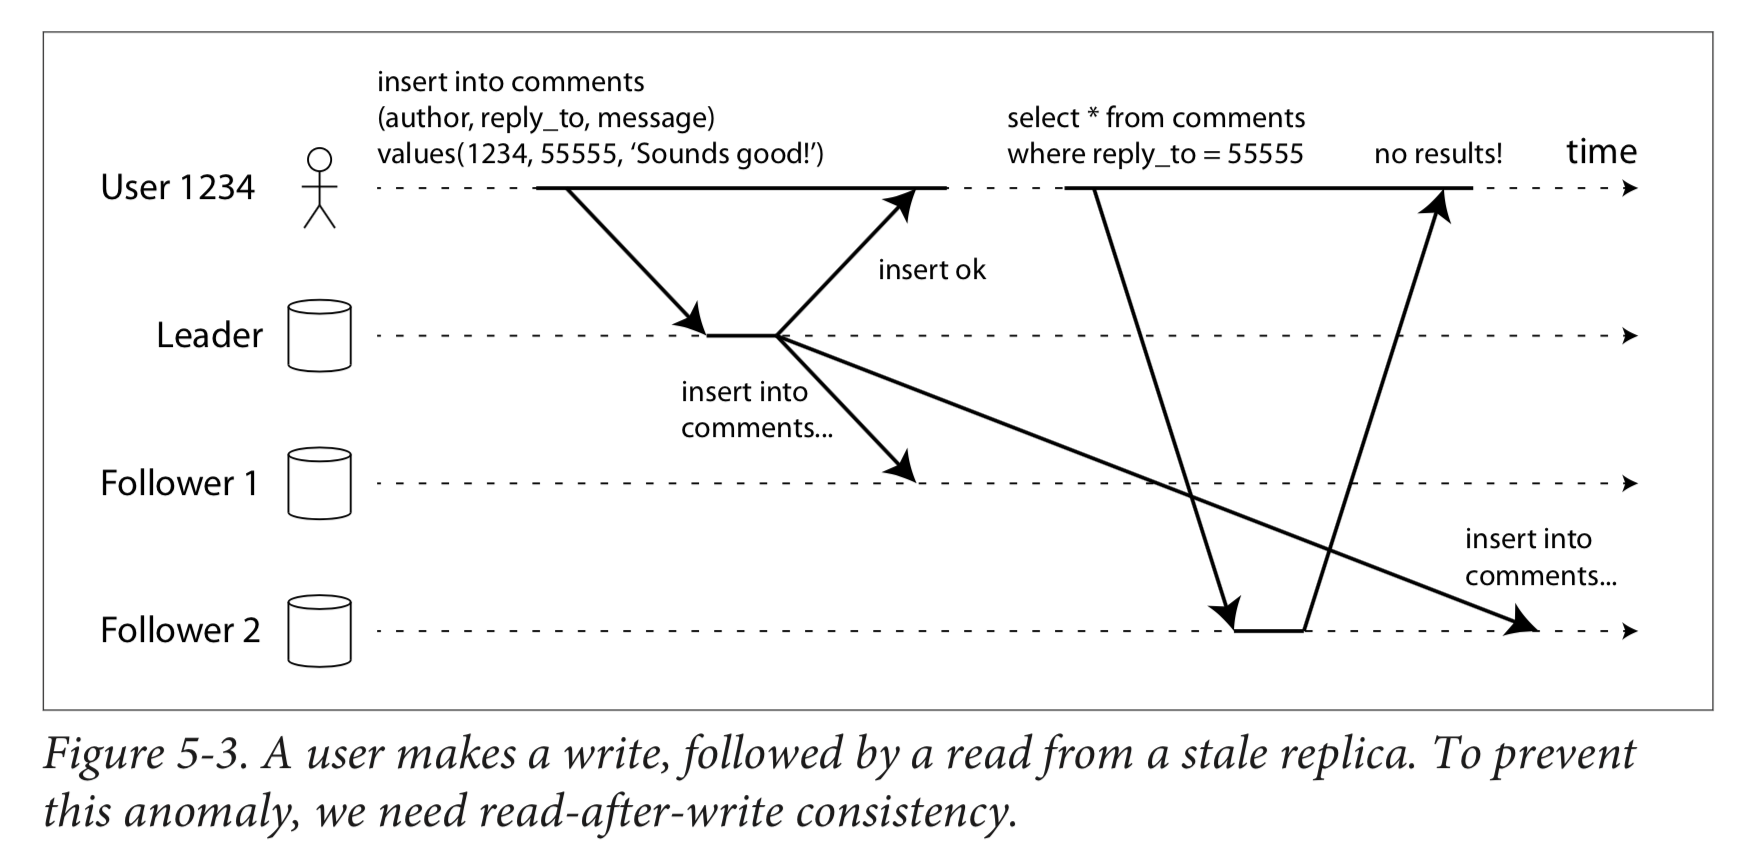 insert into comments
(author, reply_to, message)
values(1234, 55555, ‘Sounds good!’)
select * from comments
where reply_to = 55555
no results!
time
User 1234
insert ok
Leader
insert into
comments...
Follower 1
insert into
comments...
Follower 2
Figure 5-3. A user makes a write, followed by a read from a stale replica. To prevent
this anomaly, we need read-after-write consistency.